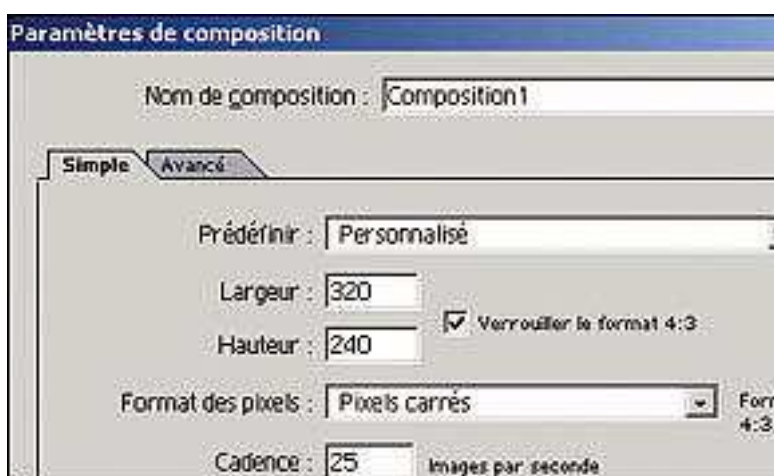 Paramètres de composition
Nom de composition : Composition1
Simple Avancé
Prédéfinir : Personnalisé
Largeur : 320
Verrouiller le format 4:3
Hauteur : 240
Format des pixels : Pixels carrés
4:3
Cadence : 25 Images par seconde